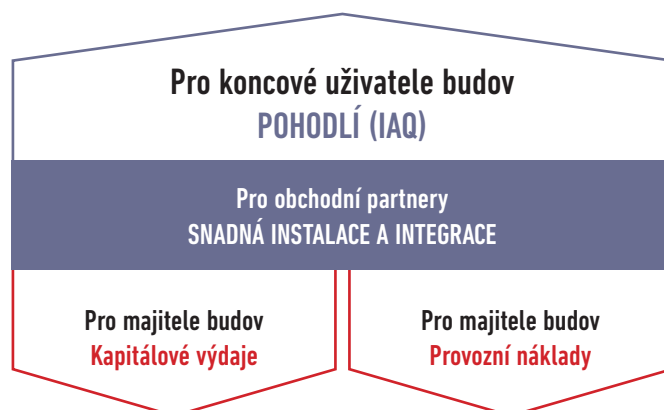 Pro koncové uživatele budov
POHODLÍ (IAQ)
Pro obchodní partnery
SNADNÁ INSTALACE A INTEGRACE
Pro majitele budov
Kapitálové výdaje
Pro majitele budov
Provozní náklady